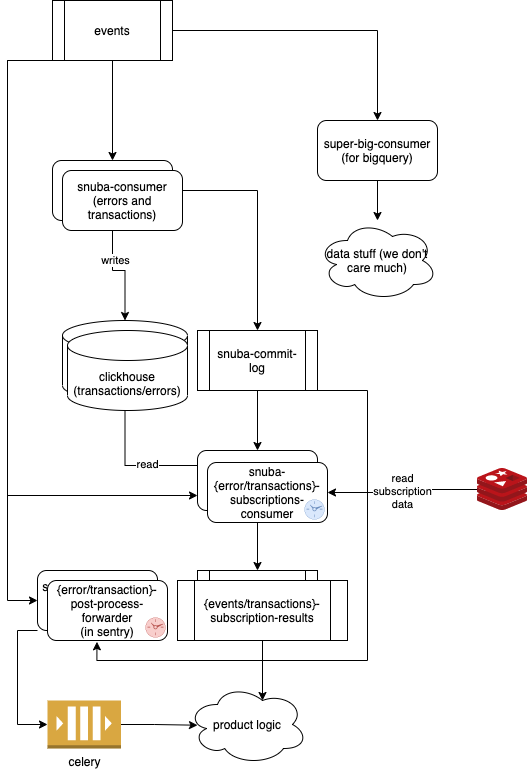 events
super-big-consumer
(for bigquery)
snuba-consumer
(errors and
transactions)
data stuff (we don't
care much)
writes
clickhouse
(transactions/errors)
snuba-commit-
log
read
snuba-
{error/transactions}-
subscriptions-
consumer
read
subscription
data
s
{error/transaction}-
post-process-
forwarder
(in sentry)
{events/transactions}-
subscription-results
product logic
celery